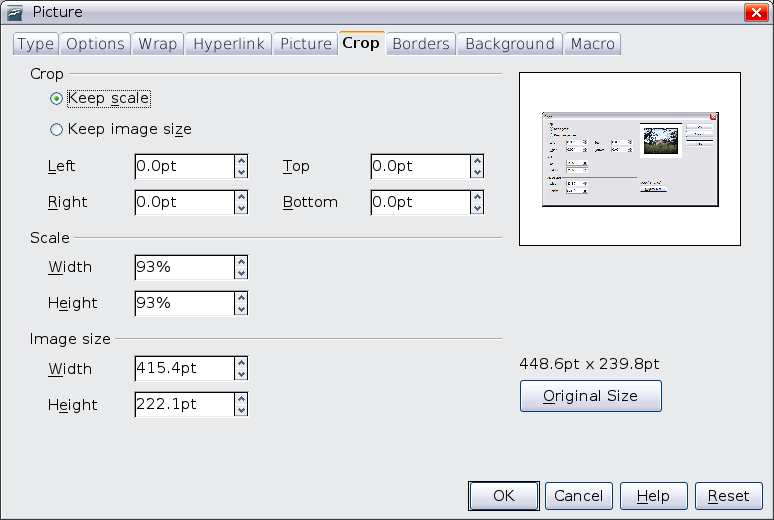 Picture
Type Options Wrap Hyperlink Picture Crop Borders Background Macro
Crop
Keep scale
Keep image size
Left 0.0pt Top 0.0pt
Right 0.0pt Bottom 0.0pt
Scale
Width 93%
Height 93%
Image size
Width 415.4pt
448.6pt x 239.8pt
Height 222.1pt
Original Size
OK Cancel Help Reset